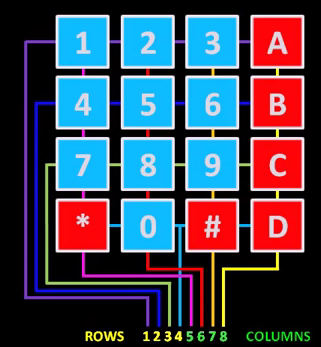 1 2 3 A
4 5 6 B
7 8 9 C
* 0 # D
ROWS 12345678 COLUMNS